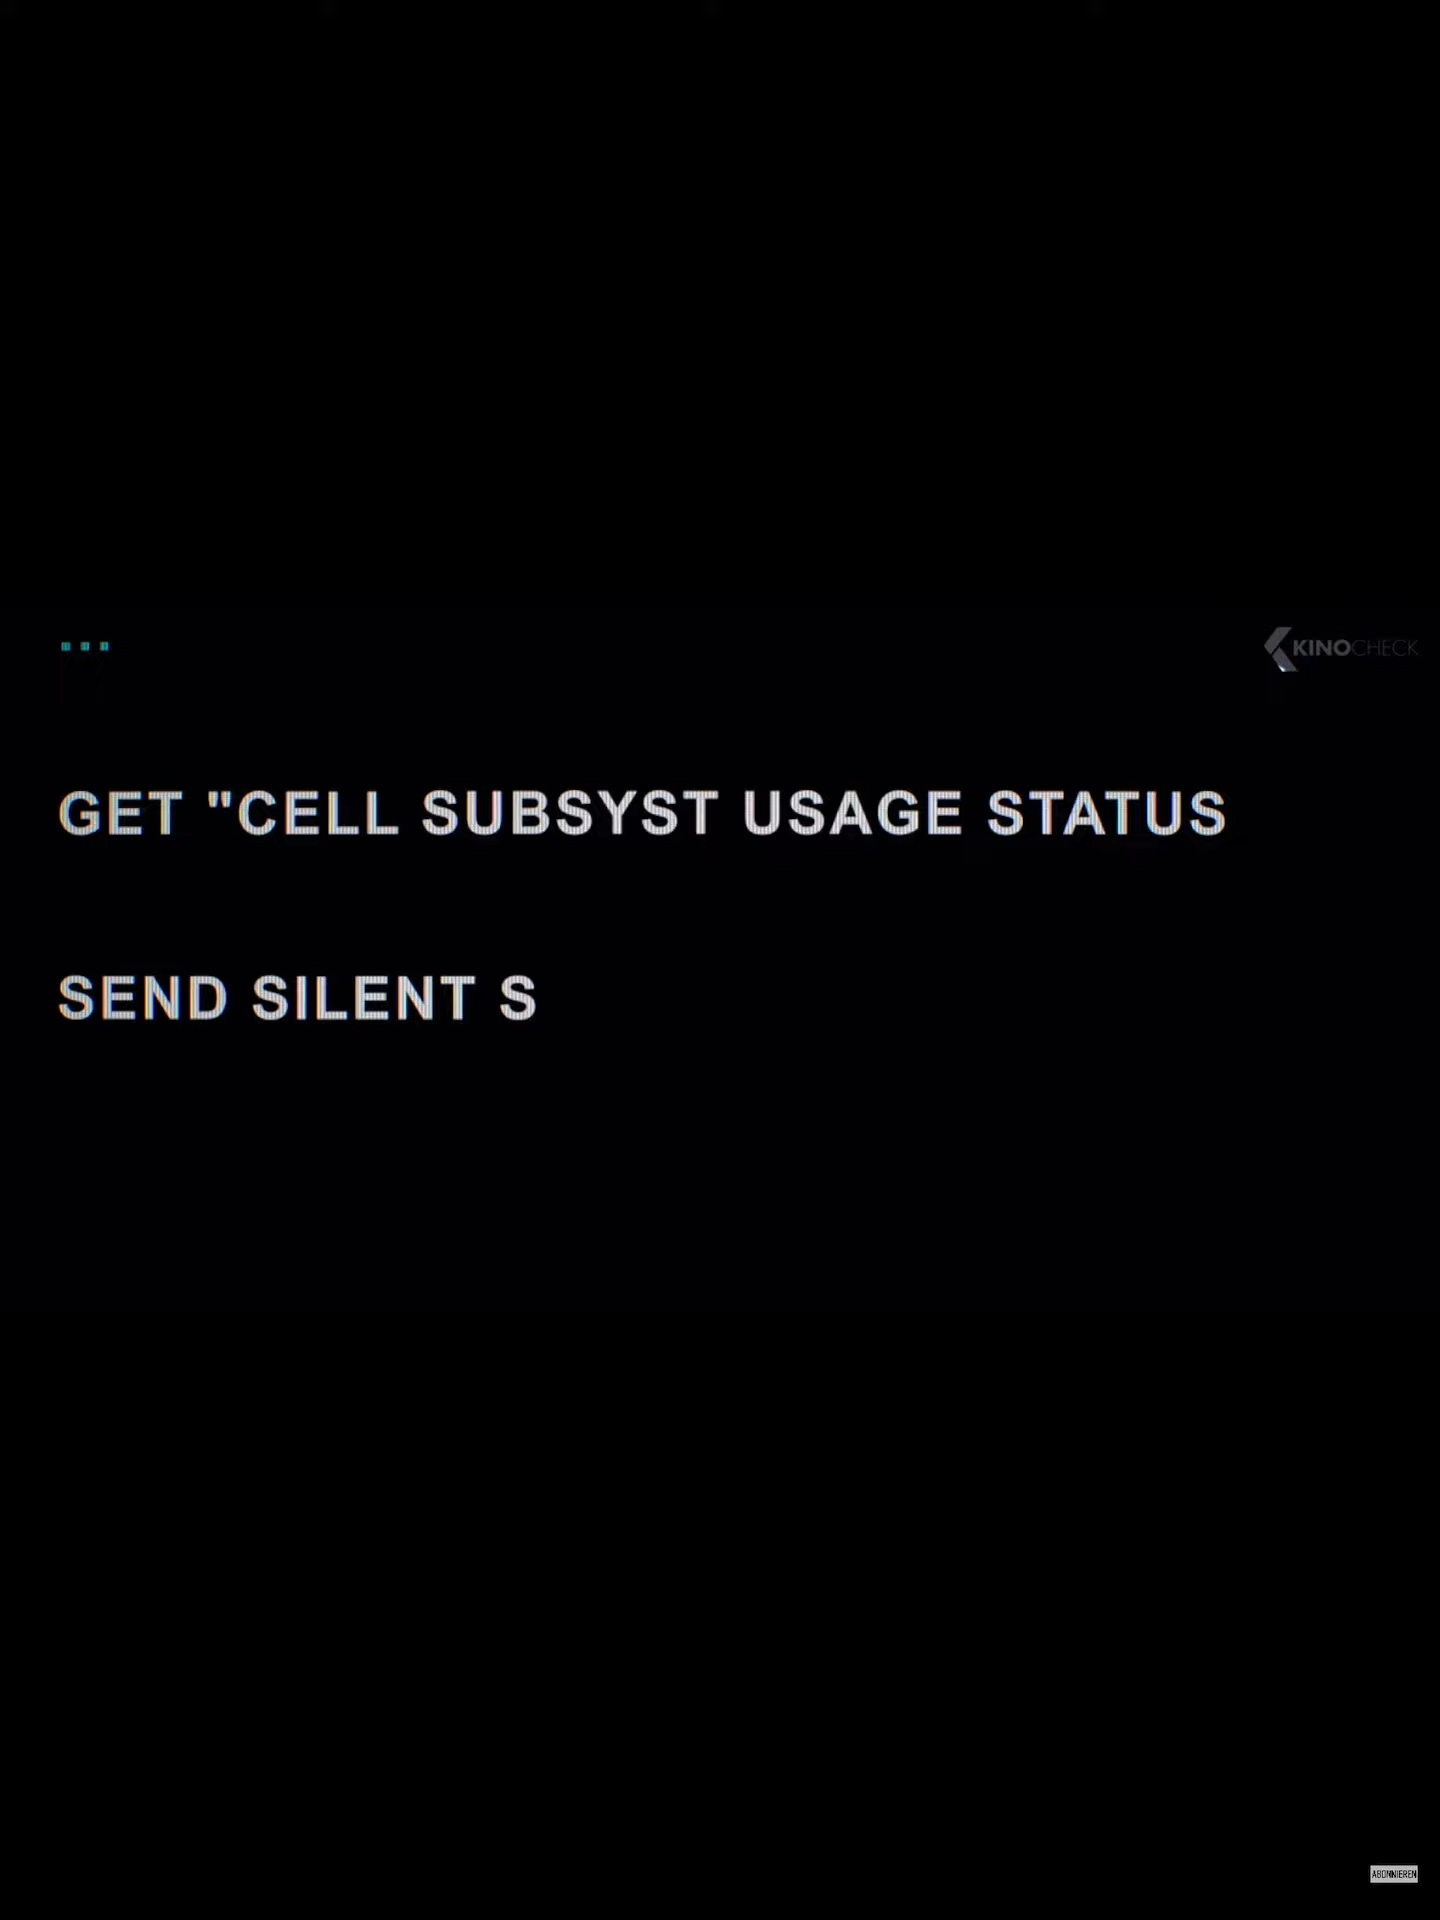 ...
KINOCHECK
GET "CELL SUBSYST USAGE STATUS
SEND SILENT S
ABONNIEREN